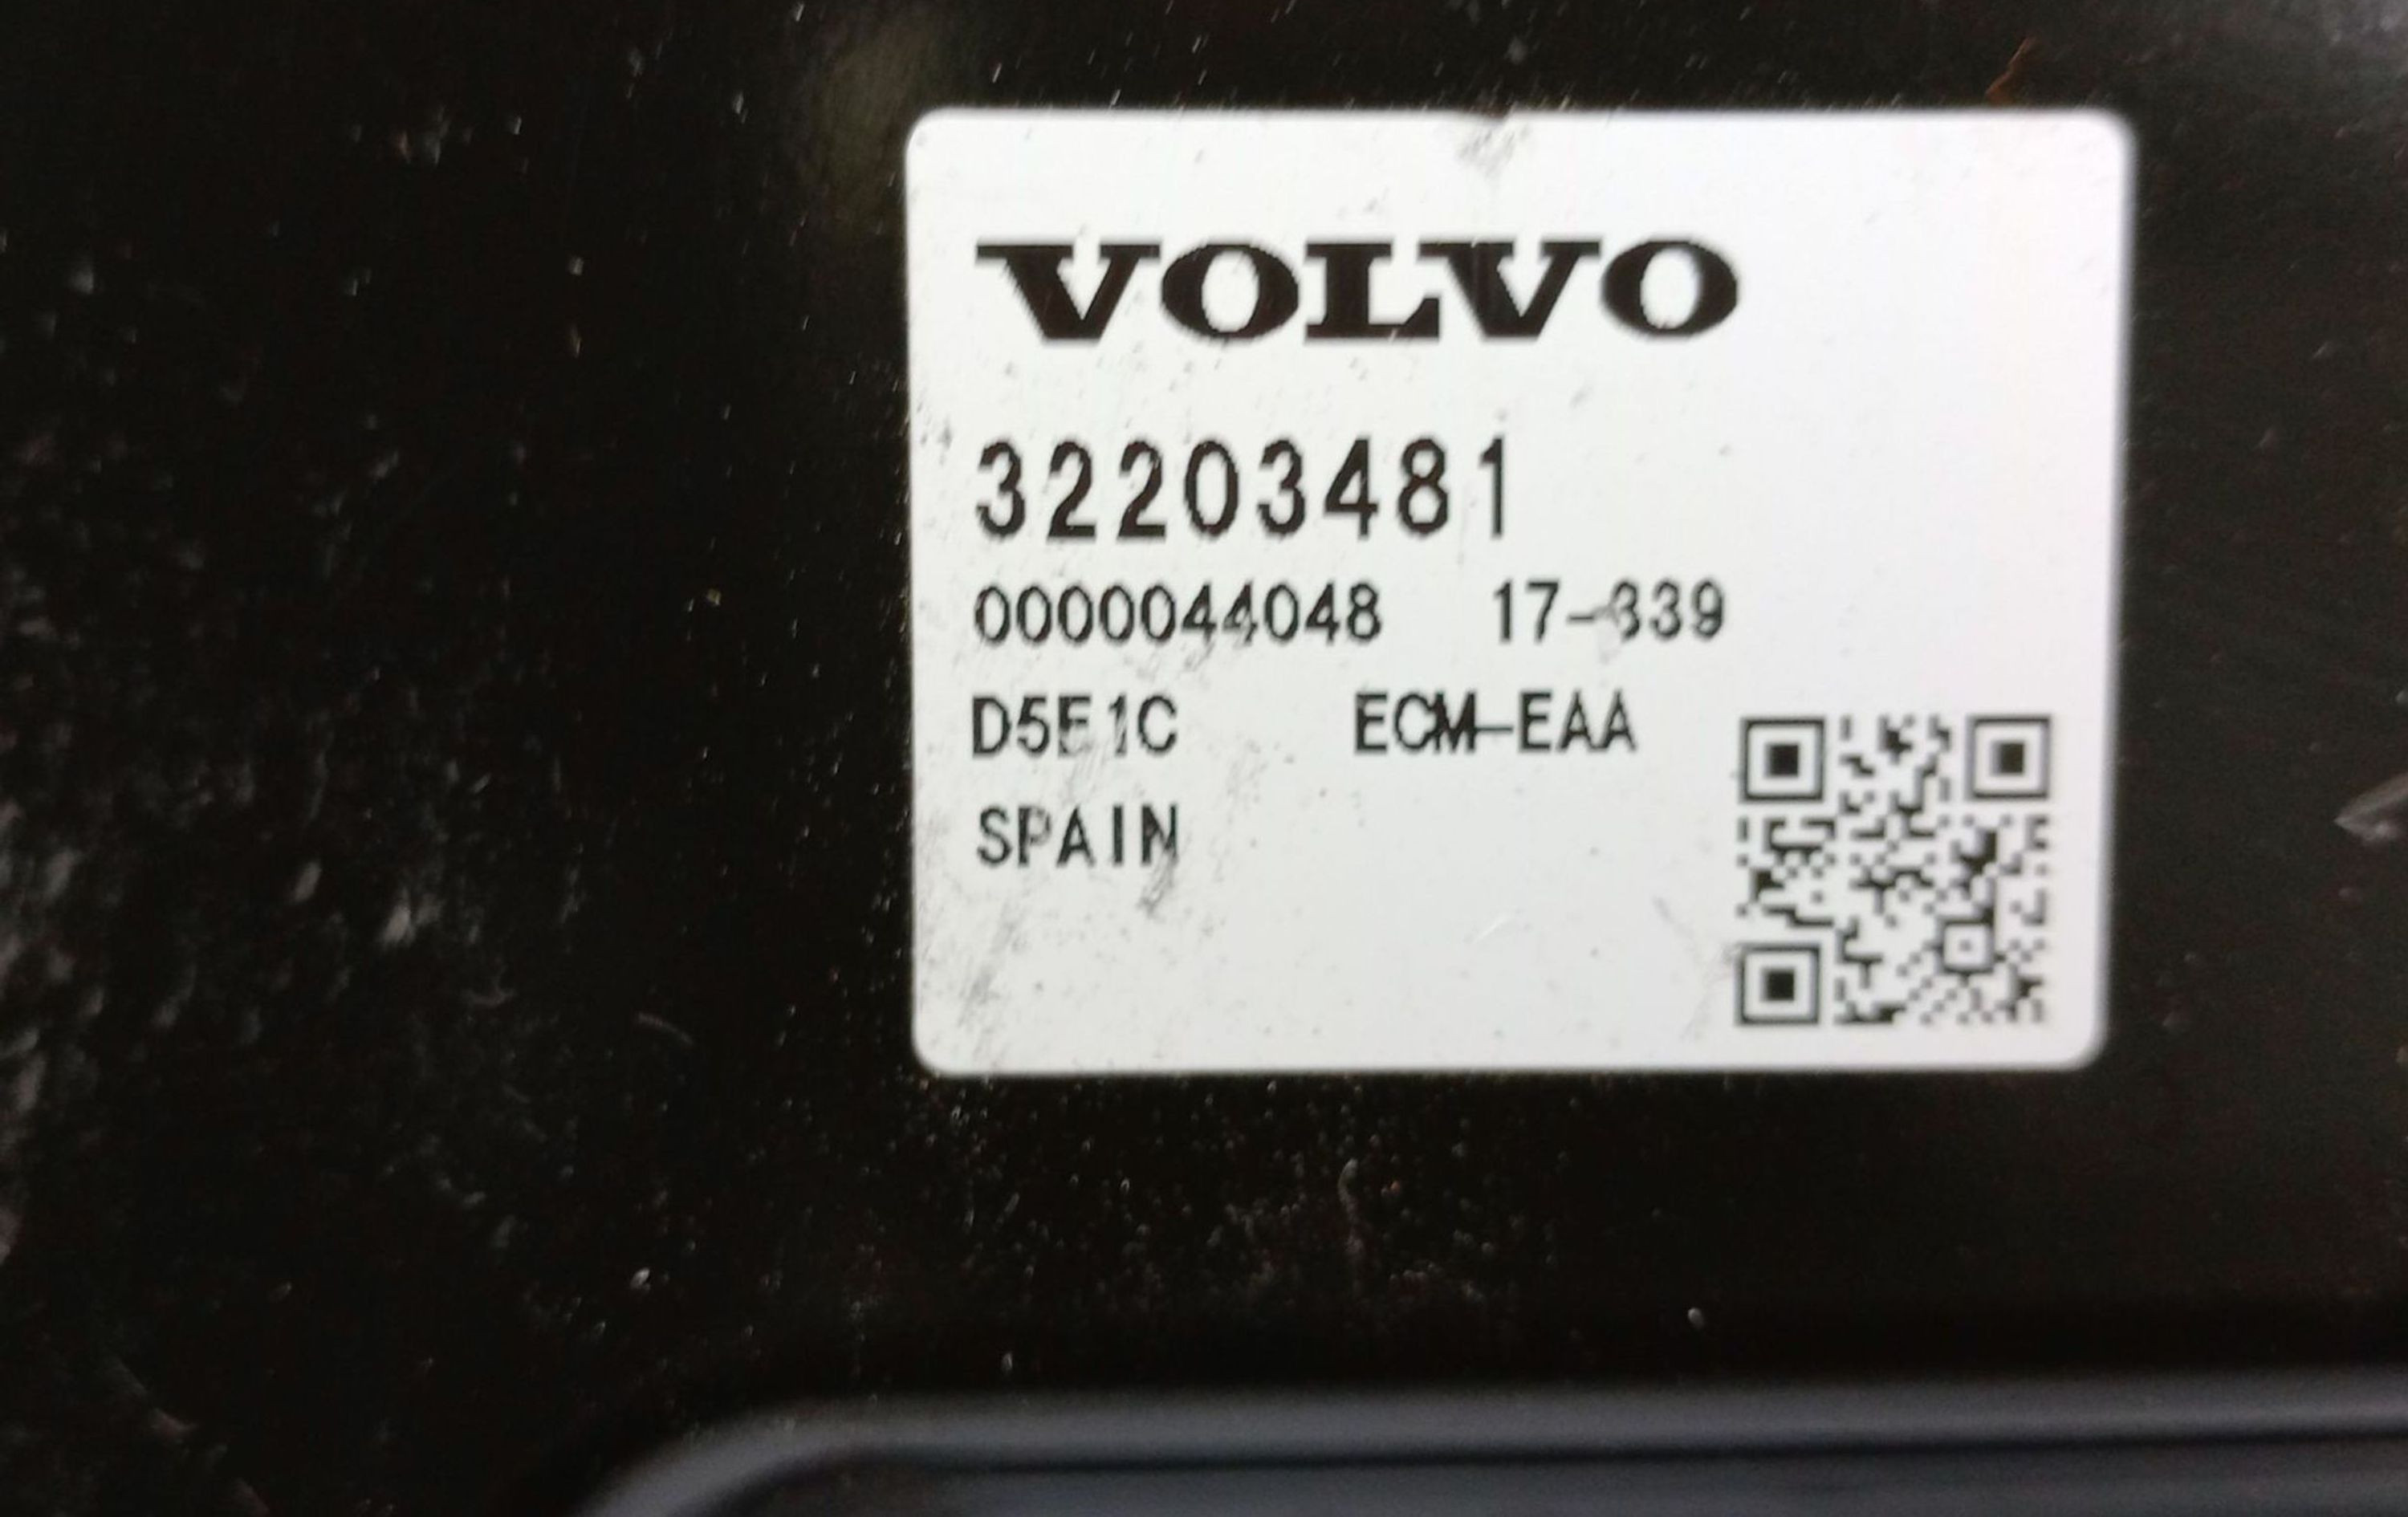 VOLVO
32203481
0000044048 17-339
D5E1C ECM-EAA
SPAIN